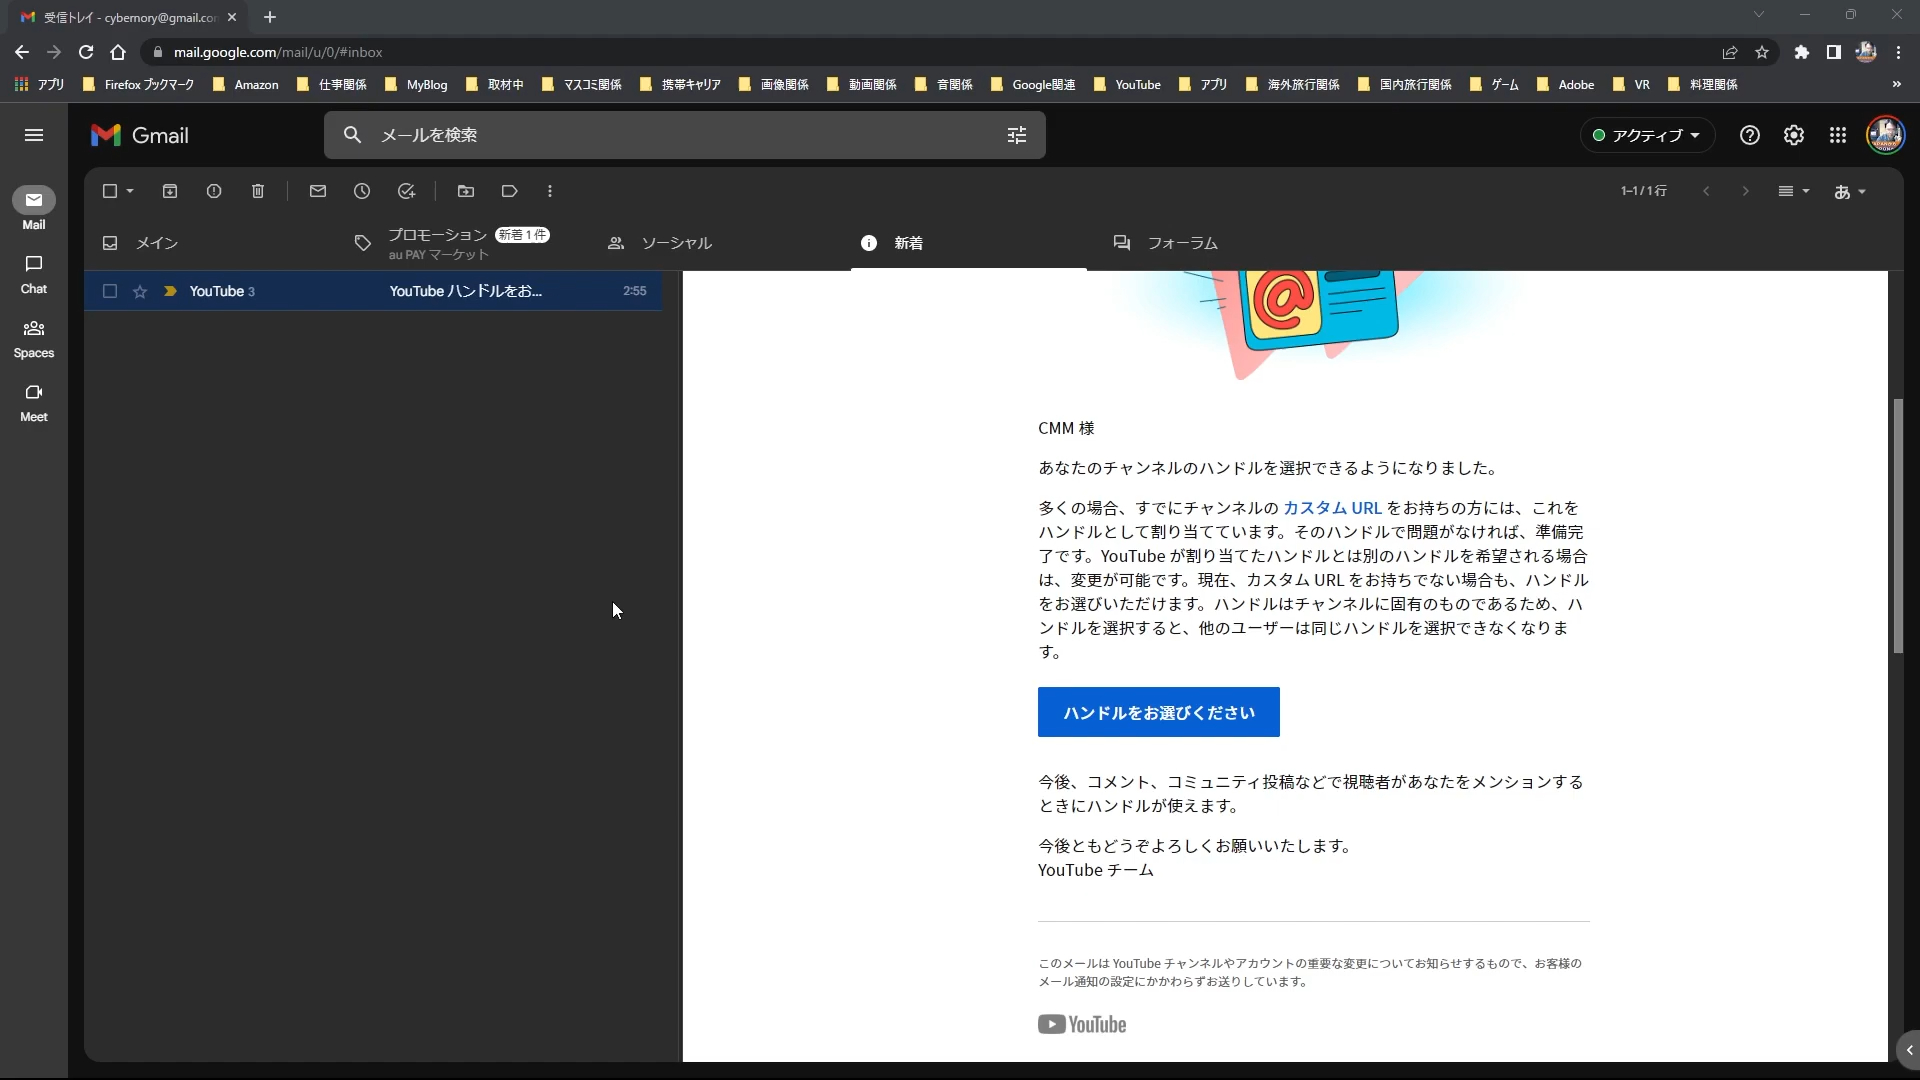 受信トレイ - cybernory@gmail.con
mail.google.com/mail/u/0/#inbox
アプリ Firefox ブックマーク Amazon 仕事関係 MyBlog 取材中 マスコミ関係 携帯キャリア 画像関係 動画関係 音関係 Google関連 YouTube アプリ 海外旅行関係 国内旅行関係 ゲーム Adobe VR 料理関係 »
Gmail
メールを検索
アクティブ
Mail
Chat
Spaces
Meet
1-1/1 行
あ
メイン
プロモーション 新着 1 件
au PAY マーケット
ソーシャル
新着
フォーラム
YouTube 3 YouTube ハンドルをお... 2:55
@
CMM 様
あなたのチャンネルのハンドルを選択できるようになりました。
多くの場合、すでにチャンネルの カスタム URL をお持ちの方には、これを
ハンドルとして割り当てています。そのハンドルで問題がなければ、準備完
了です。YouTube が割り当てたハンドルとは別のハンドルを希望される場合
は、変更が可能です。現在、カスタム URL をお持ちでない場合も、ハンドル
をお選びいただけます。ハンドルはチャンネルに固有のものであるため、ハ
ンドルを選択すると、他のユーザーは同じハンドルを選択できなくなりま
す。
ハンドルをお選びください
今後、コメント、コミュニティ投稿などで視聴者があなたをメンションする
ときにハンドルが使えます。
今後ともどうぞよろしくお願いいたします。
YouTube チーム
このメールは YouTube チャンネルやアカウントの重要な変更についてお知らせするもので、お客様の
メール通知の設定にかかわらずお送りしています。
YouTube